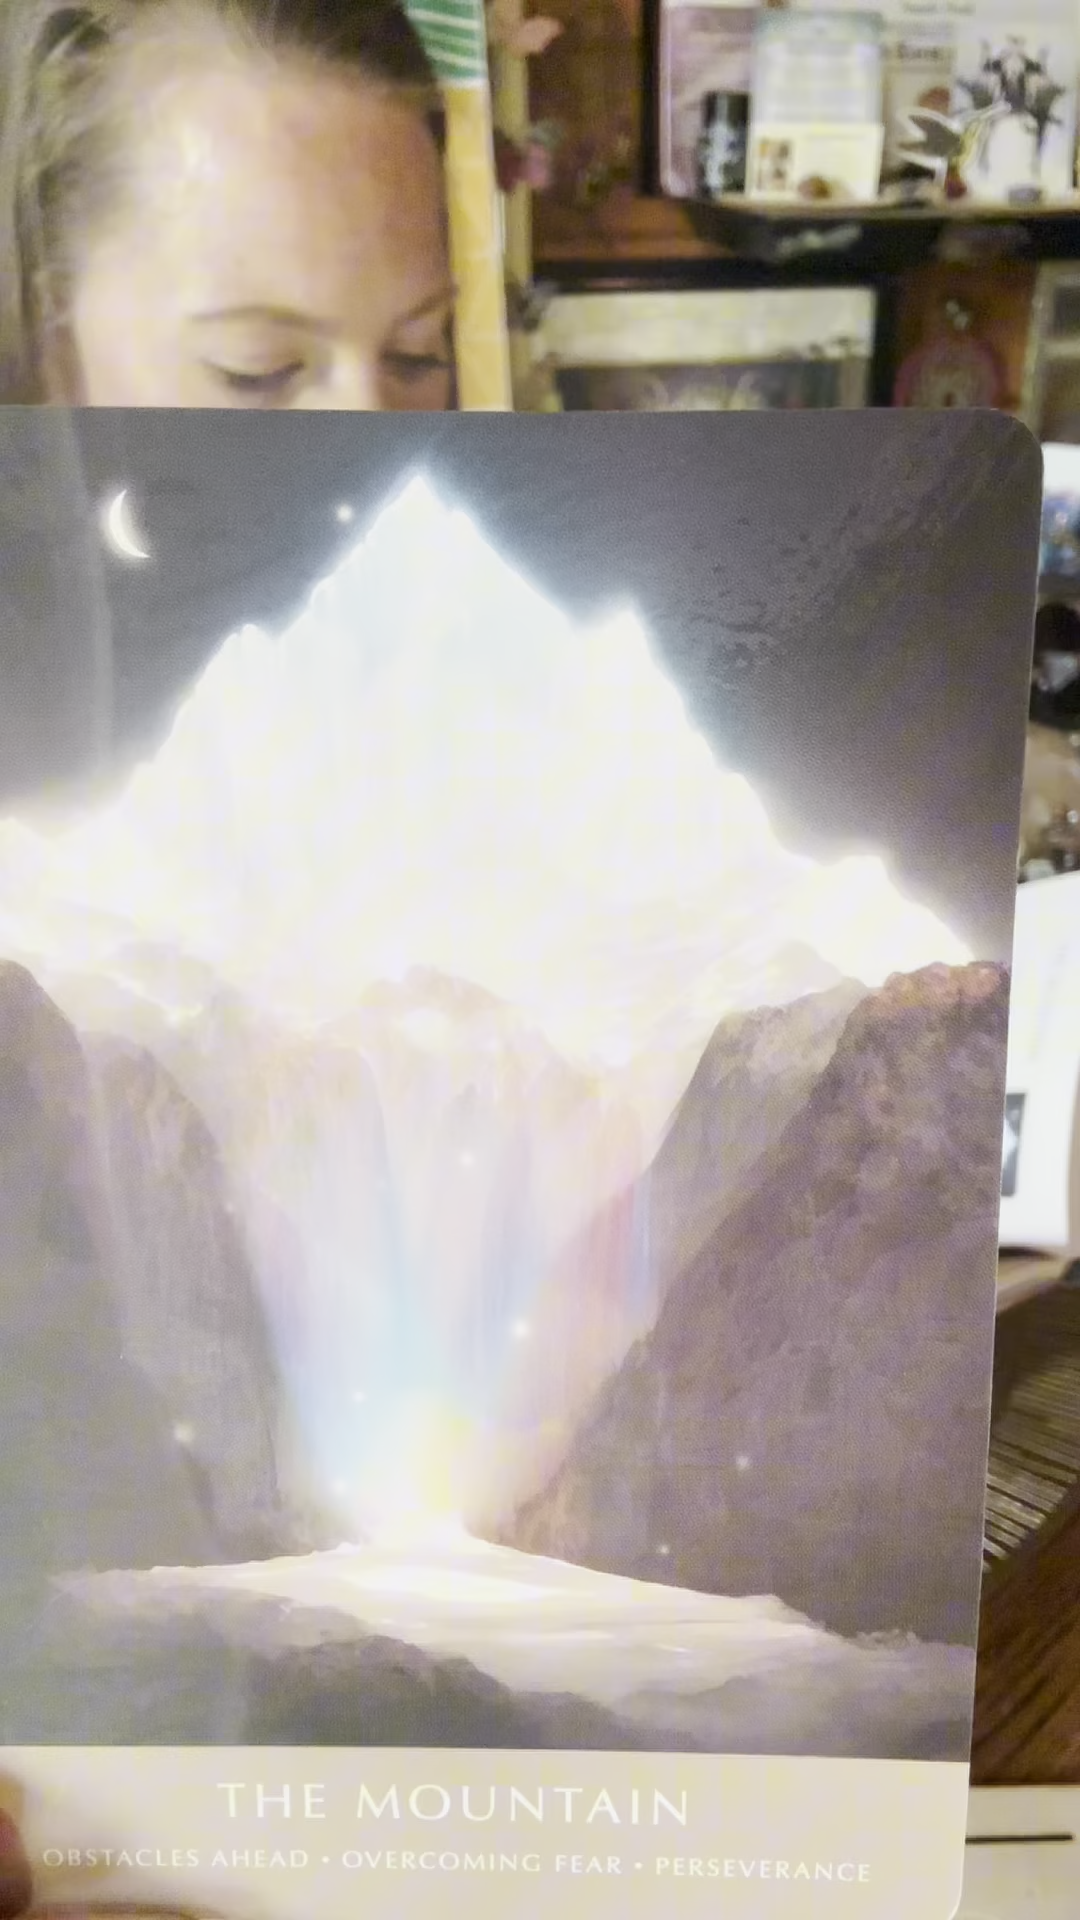 THE MOUNTAIN
OBSTACLES AHEAD • OVERCOMING FEAR • PERSEVERANCE